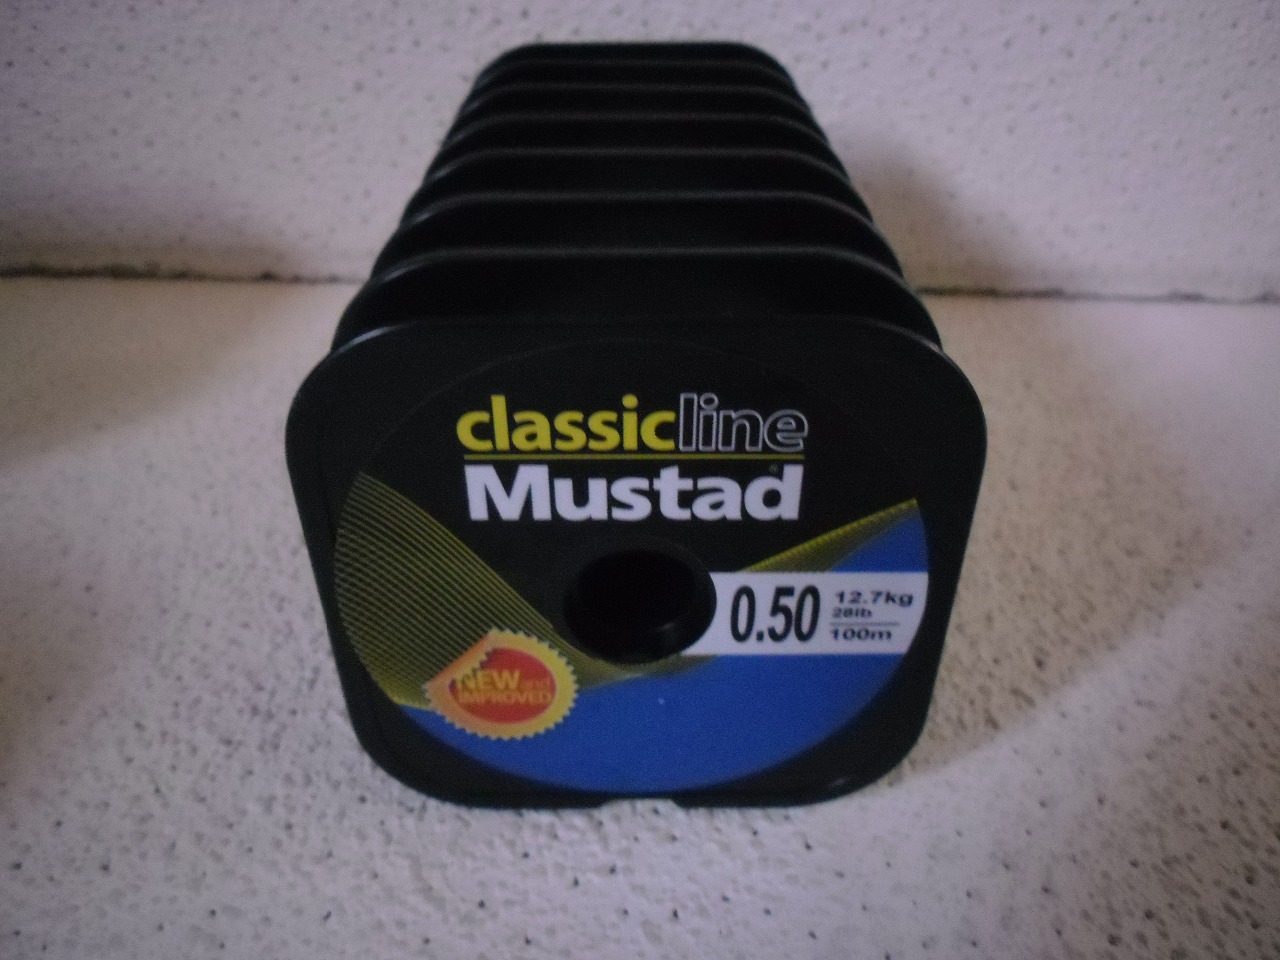 classicline
Mustad®
0.50
12.7kg
28lb
100m
NEW and
IMPROVED